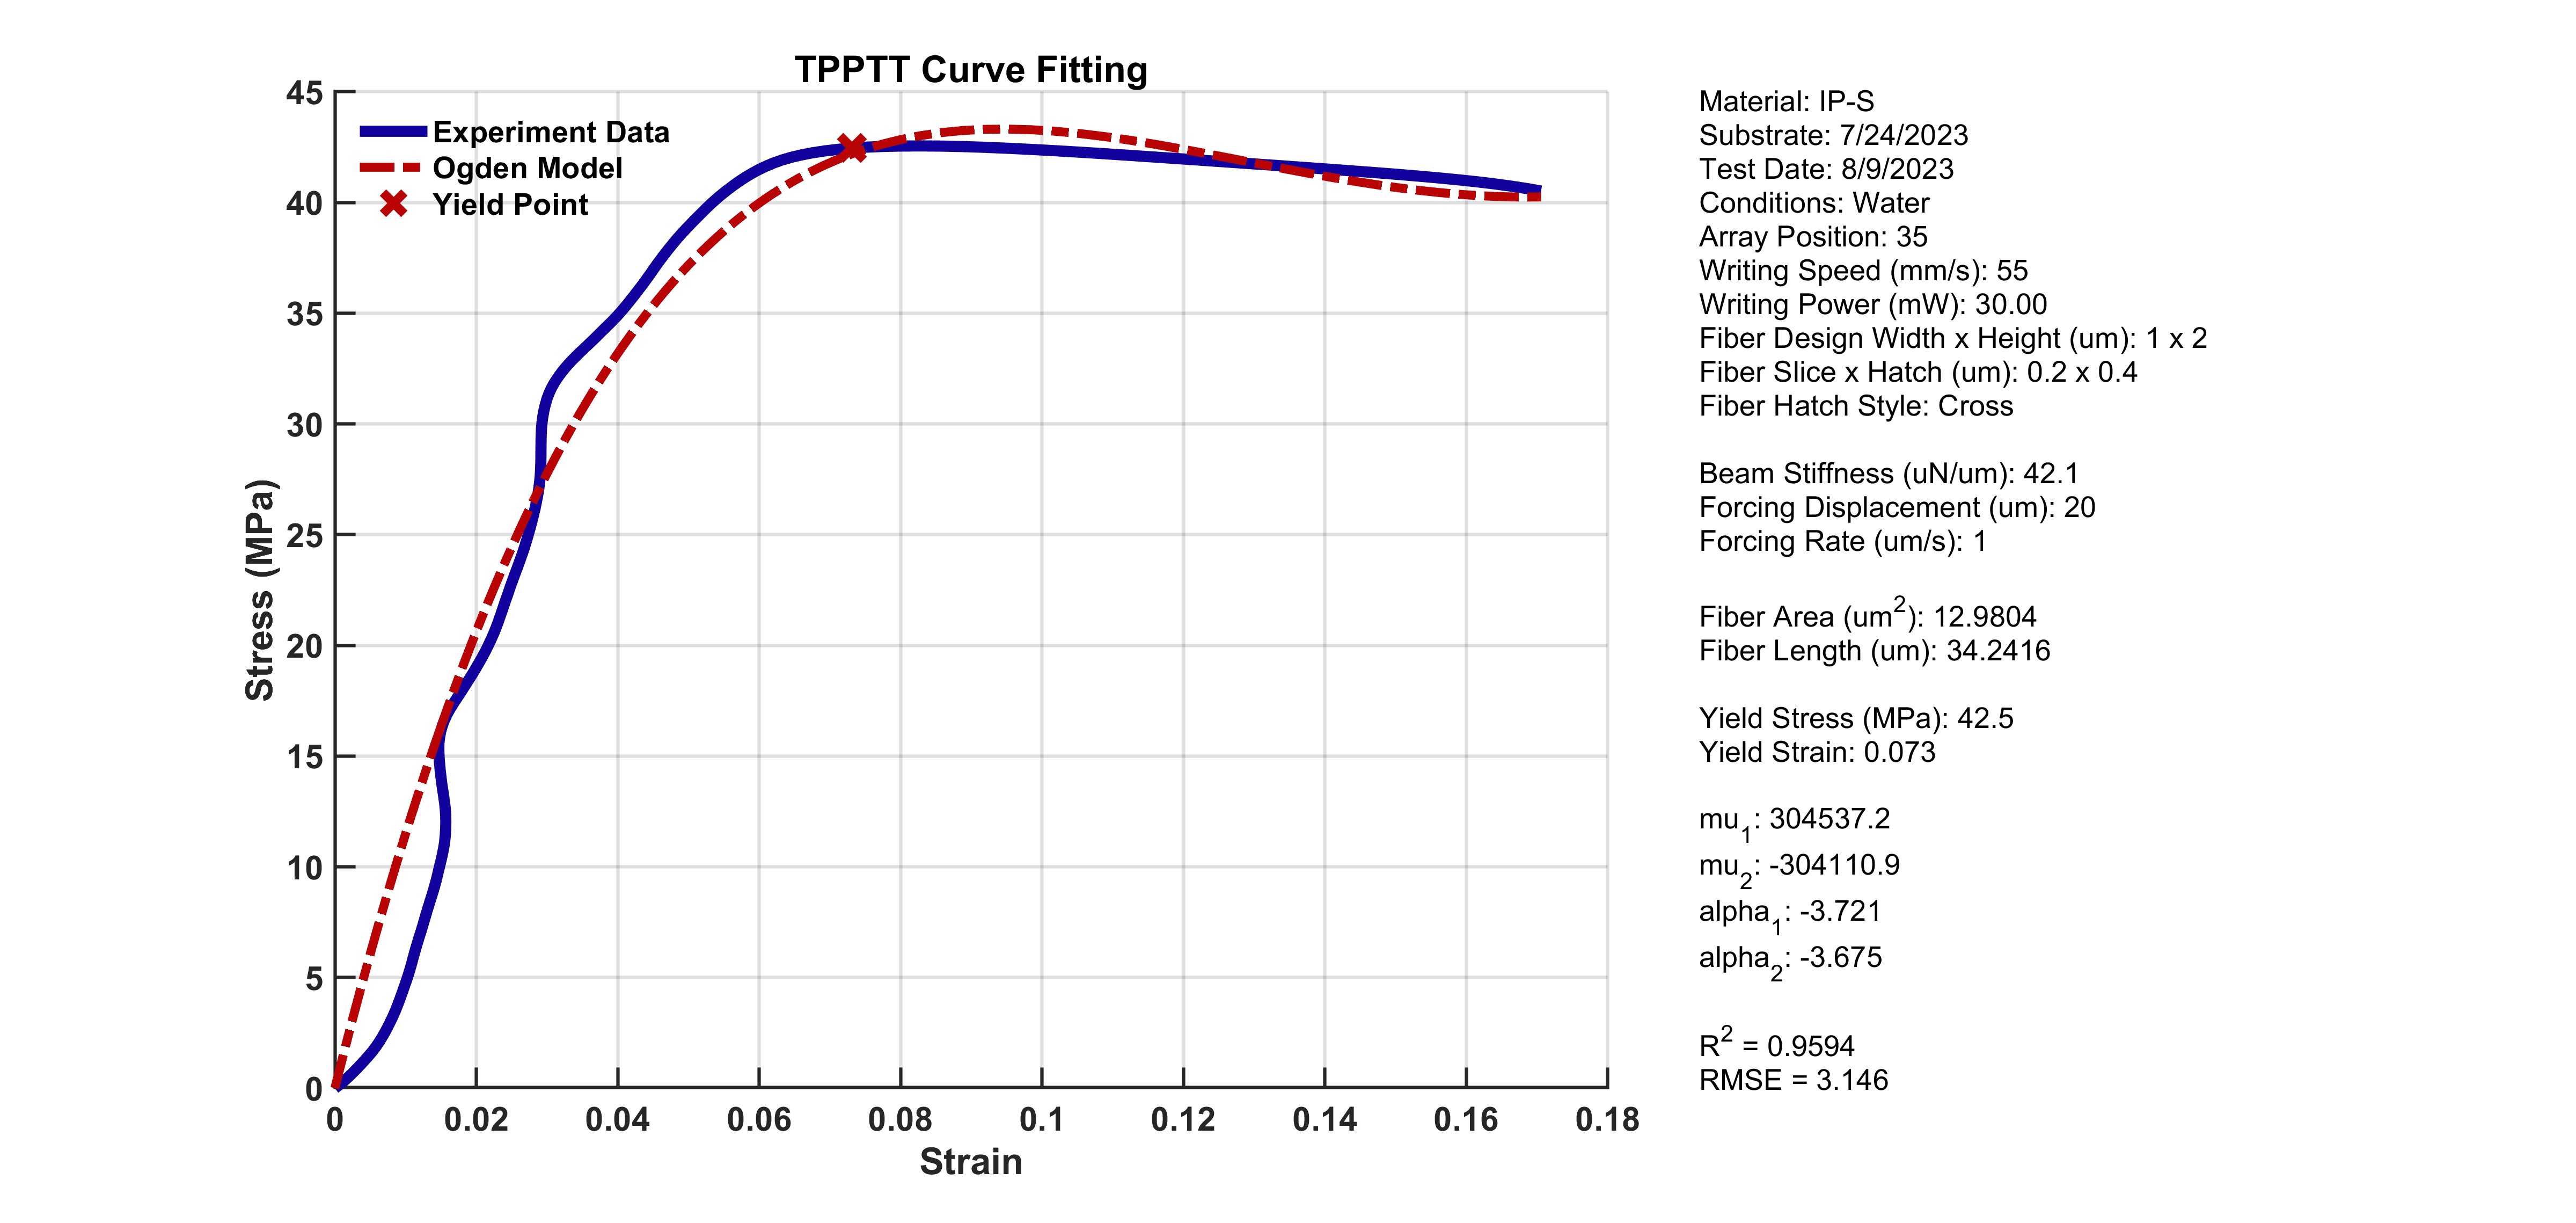 TPPTT Curve Fitting
45
40
35
30
25
20
15
10
5
0
Stress (MPa)
Experiment Data
Ogden Model
Yield Point
0 0.02 0.04 0.06 0.08 0.1 0.12 0.14 0.16 0.18
Strain
Material: IP-S
Substrate: 7/24/2023
Test Date: 8/9/2023
Conditions: Water
Array Position: 35
Writing Speed (mm/s): 55
Writing Power (mW): 30.00
Fiber Design Width x Height (um): 1 x 2
Fiber Slice x Hatch (um): 0.2 x 0.4
Fiber Hatch Style: Cross
Beam Stiffness (uN/um): 42.1
Forcing Displacement (um): 20
Forcing Rate (um/s): 1
Fiber Area (um²): 12.9804
Fiber Length (um): 34.2416
Yield Stress (MPa): 42.5
Yield Strain: 0.073
mu₁: 304537.2
mu₂: -304110.9
alpha₁: -3.721
alpha₂: -3.675
R² = 0.9594
RMSE = 3.146